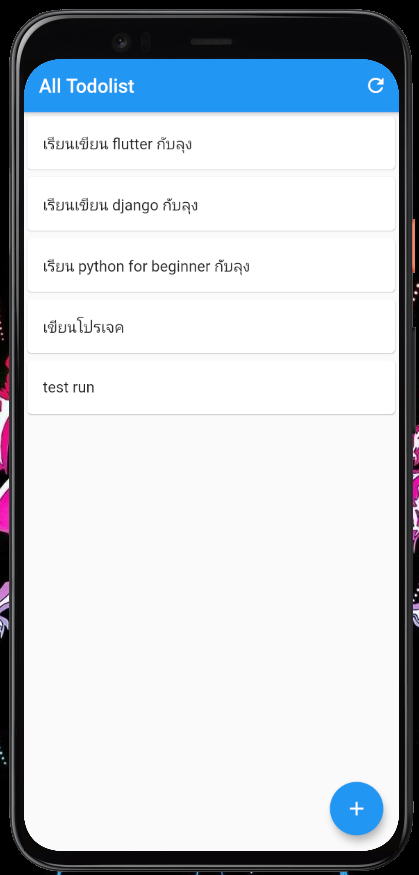 All Todolist
เรียนเขียน flutter กับลุง
เรียนเขียน django กับลุง
เรียน python for beginner กับลุง
เขียนโปรเจค
test run